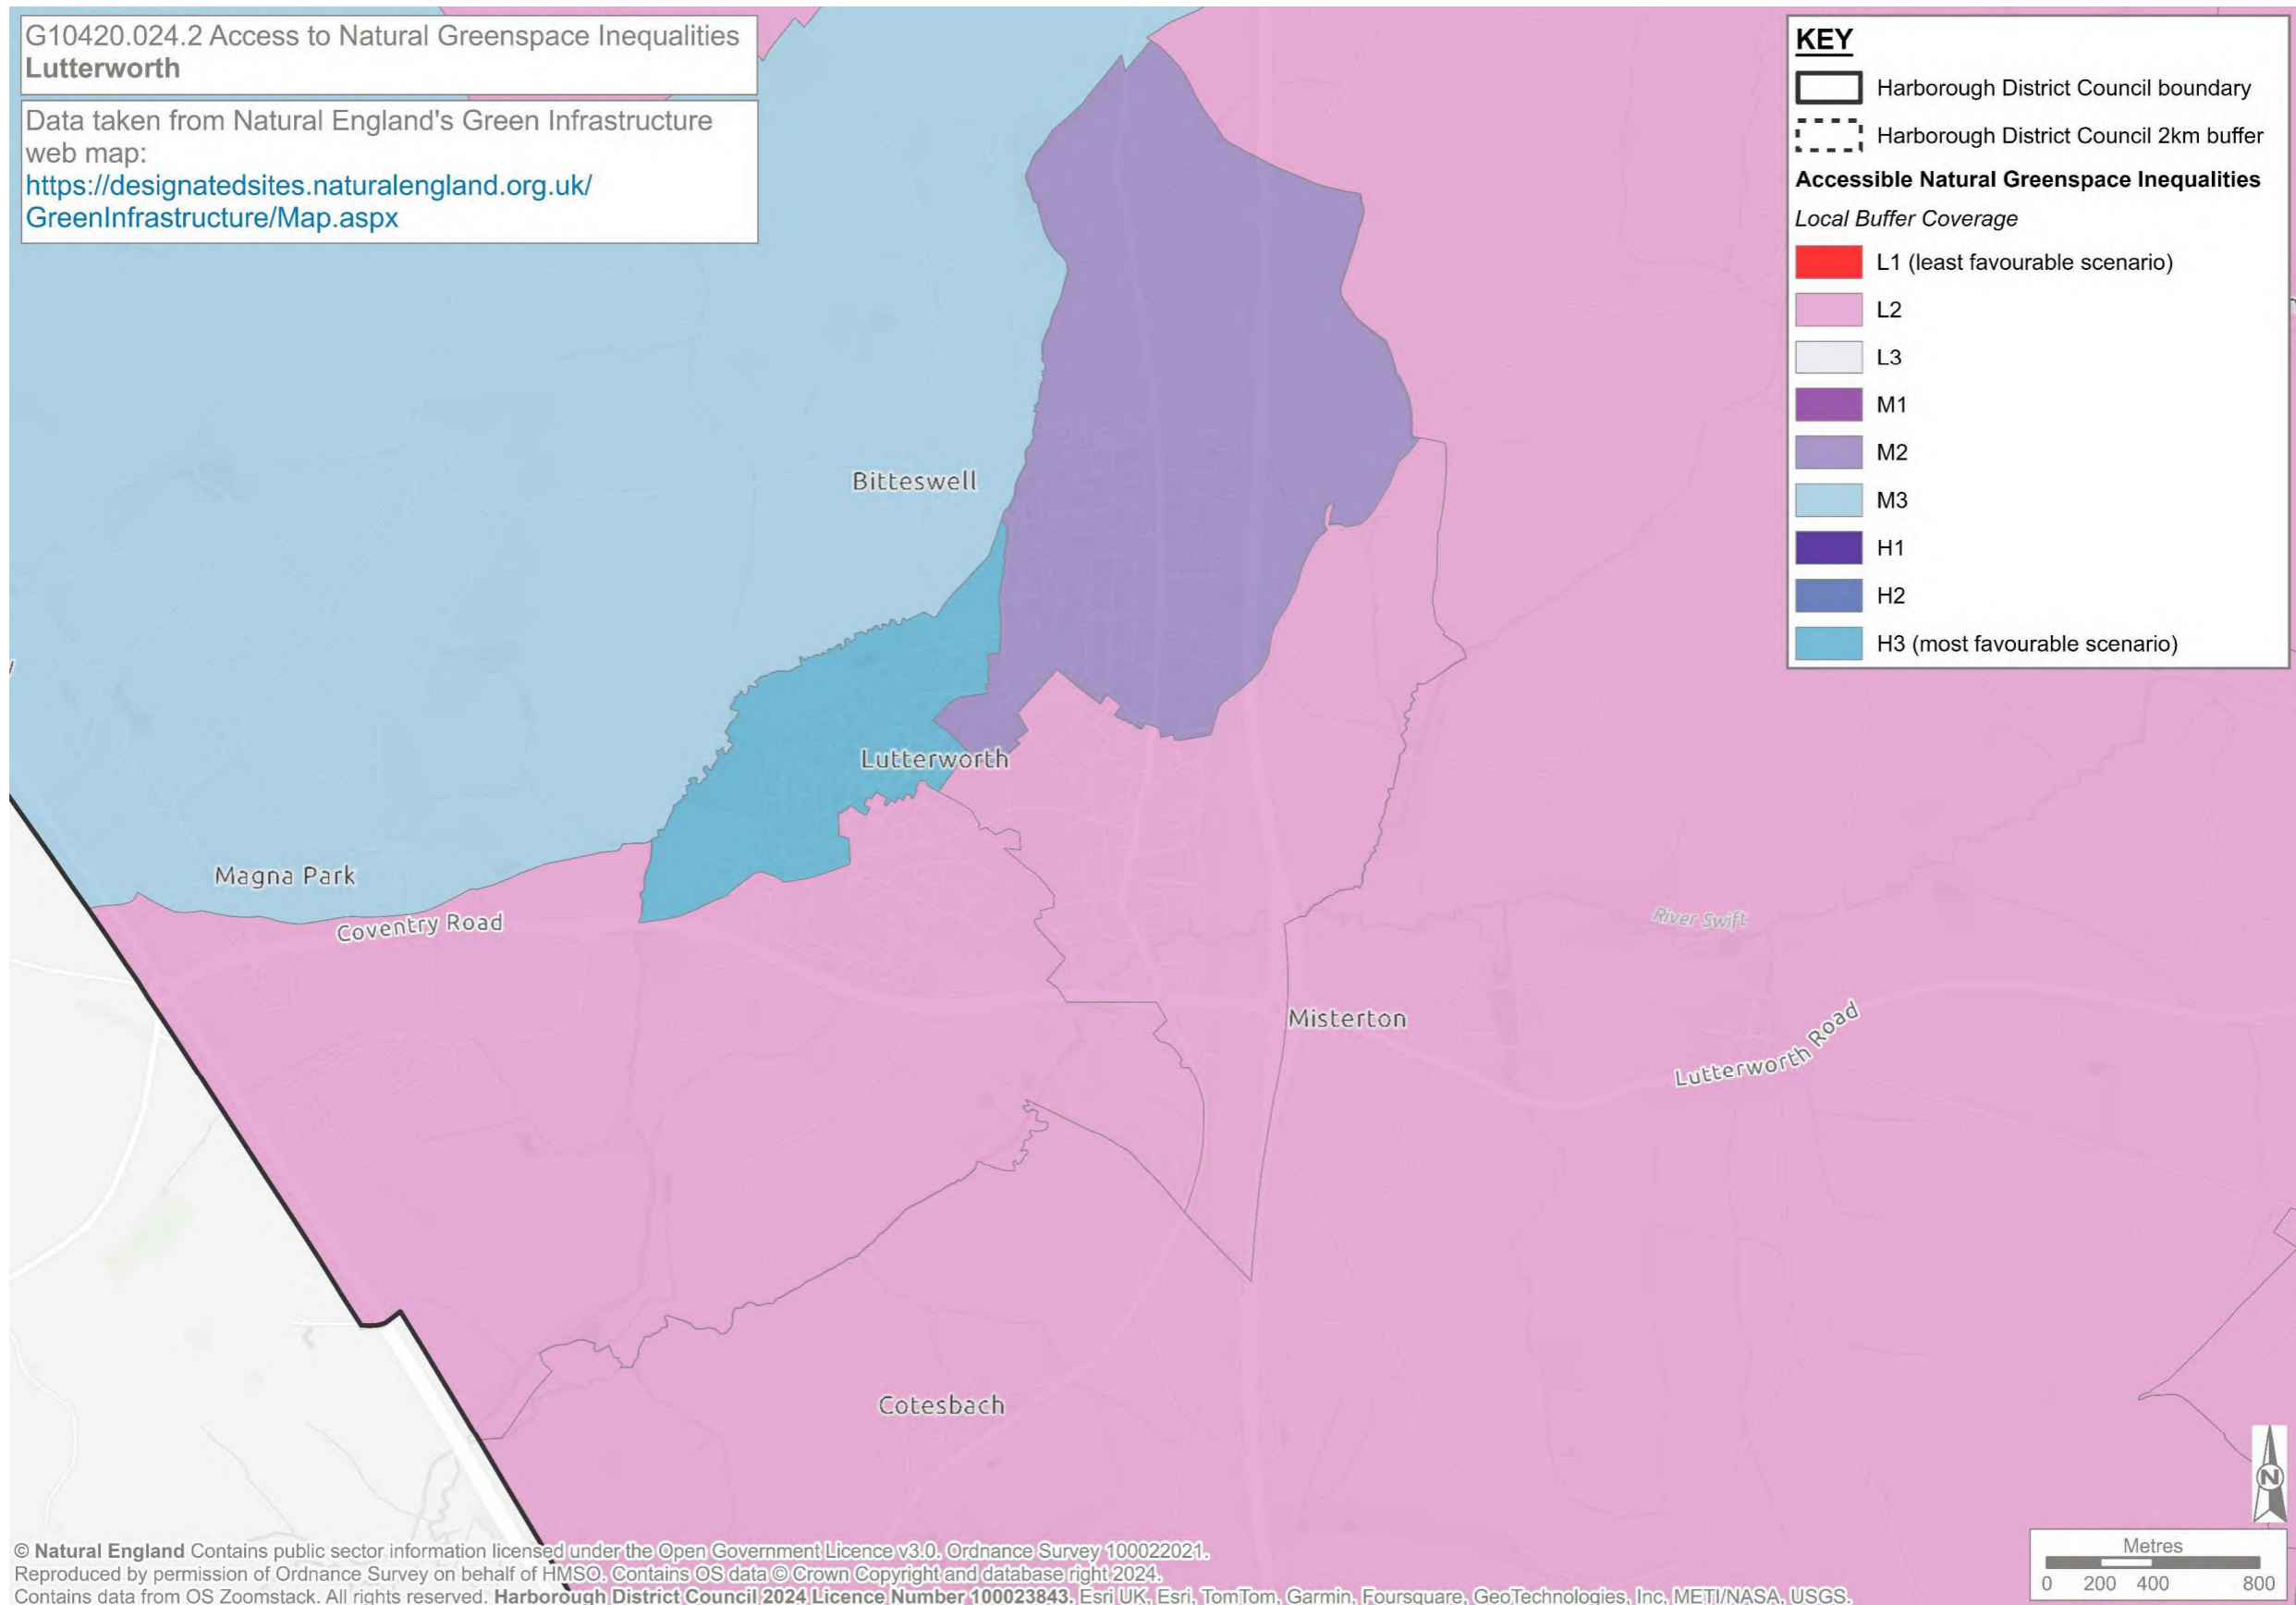 G10420.024.2 Access to Natural Greenspace Inequalities
Lutterworth
Data taken from Natural England's Green Infrastructure
web map:
https://designatedsites.naturalengland.org.uk/
GreenInfrastructure/Map.aspx
KEY
Harborough District Council boundary
Harborough District Council 2km buffer
Accessible Natural Greenspace Inequalities
Local Buffer Coverage
L1 (least favourable scenario)
L2
L3
M1
M2
M3
H1
H2
H3 (most favourable scenario)
Bitteswell
Lutterworth
Magna Park
Coventry Road
River Swift
Misterton
Lutterworth Road
Cotesbach
N
Metres
0 200 400 800
© Natural England Contains public sector information licensed under the Open Government Licence v3.0. Ordnance Survey 100022021.
Reproduced by permission of Ordnance Survey on behalf of HMSO. Contains OS data © Crown Copyright and database right 2024.
Contains data from OS Zoomstack. All rights reserved. Harborough District Council 2024 Licence Number 100023843. Esri UK, Esri, TomTom, Garmin, Foursquare, GeoTechnologies, Inc, METI/NASA, USGS.